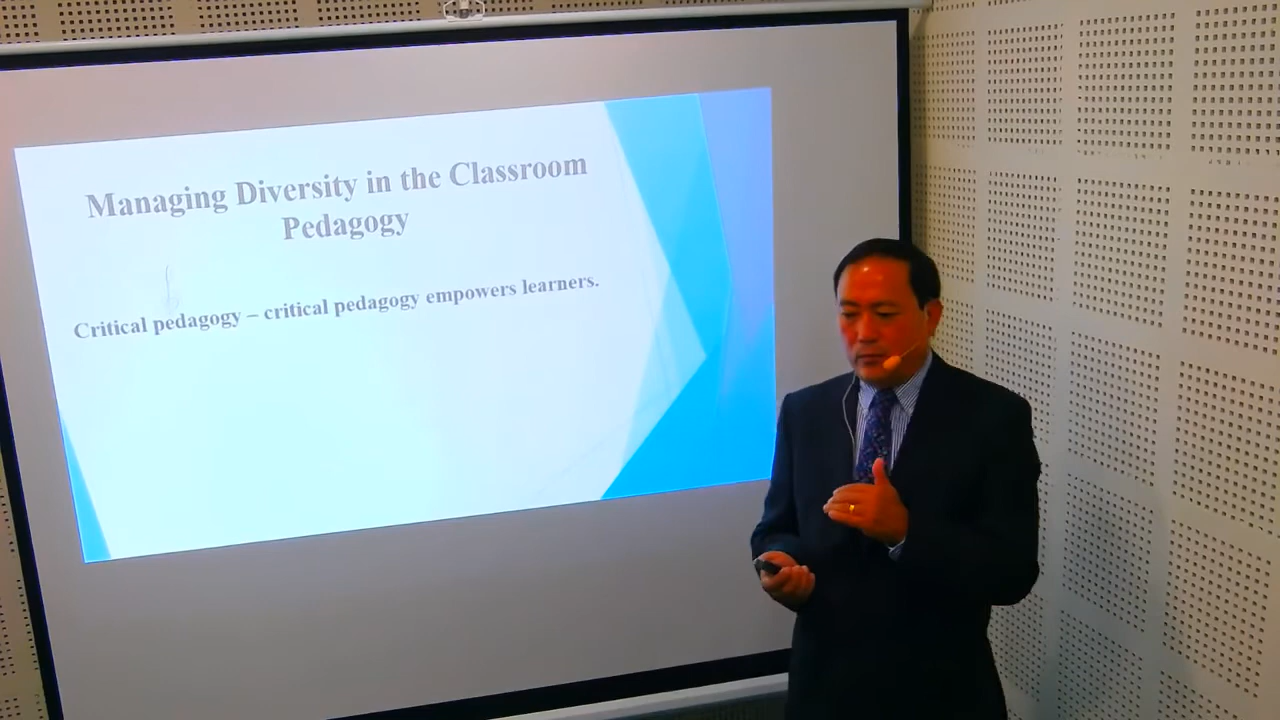 Managing Diversity in the Classroom
Pedagogy
Critical pedagogy – critical pedagogy empowers learners.